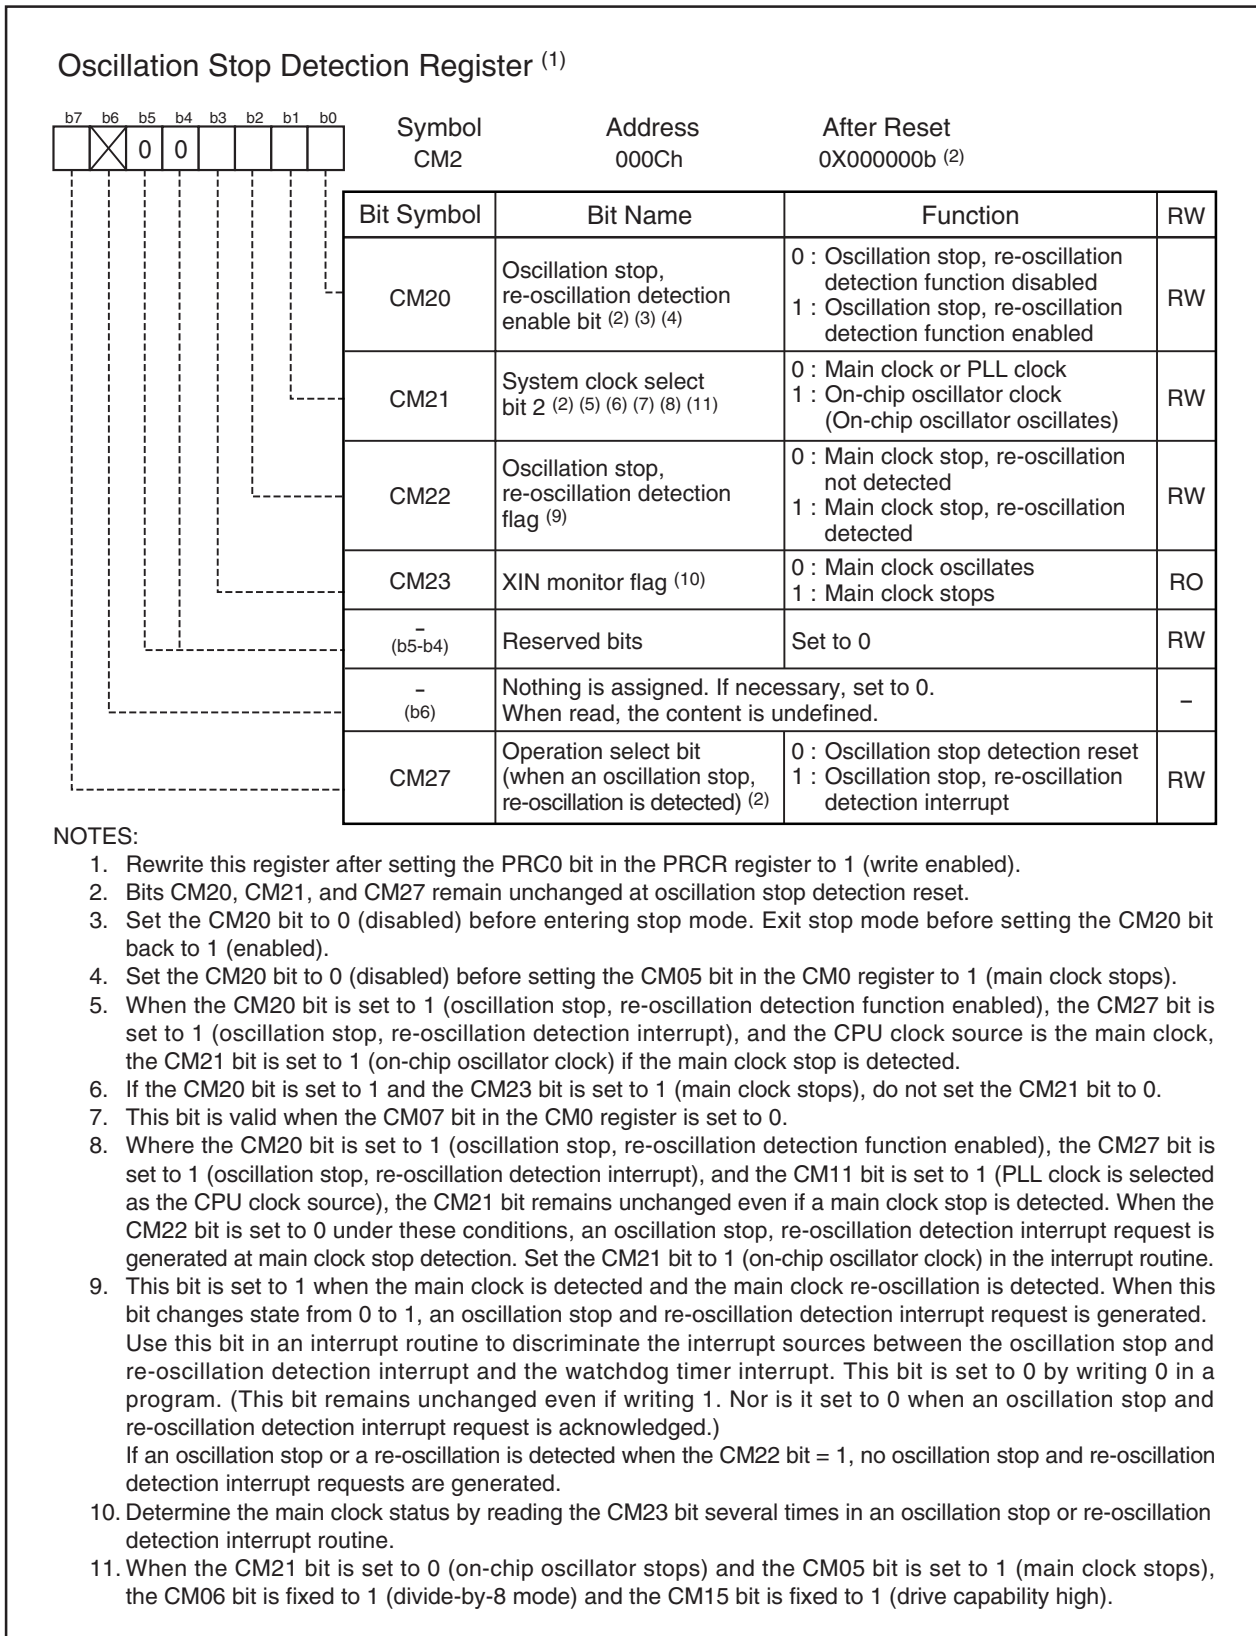 Oscillation Stop Detection Register (1)
b7 b6 b5 b4 b3 b2 b1 b0
0 0
Symbol Address After Reset
CM2 000Ch 0X000000b (2)
Bit Symbol Bit Name Function RW
CM20
Oscillation stop,
re-oscillation detection
enable bit (2) (3) (4)
0 : Oscillation stop, re-oscillation
detection function disabled
1 : Oscillation stop, re-oscillation
detection function enabled
RW
CM21
System clock select
bit 2 (2) (5) (6) (7) (8) (11)
0 : Main clock or PLL clock
1 : On-chip oscillator clock
(On-chip oscillator oscillates)
RW
CM22
Oscillation stop,
re-oscillation detection
flag (9)
0 : Main clock stop, re-oscillation
not detected
1 : Main clock stop, re-oscillation
detected
RW
CM23
XIN monitor flag (10)
0 : Main clock oscillates
1 : Main clock stops
RO
–
(b5-b4)
Reserved bits
Set to 0
RW
–
(b6)
Nothing is assigned. If necessary, set to 0.
When read, the content is undefined.
–
CM27
Operation select bit
(when an oscillation stop,
re-oscillation is detected) (2)
0 : Oscillation stop detection reset
1 : Oscillation stop, re-oscillation
detection interrupt
RW
NOTES:
1. Rewrite this register after setting the PRC0 bit in the PRCR register to 1 (write enabled).
2. Bits CM20, CM21, and CM27 remain unchanged at oscillation stop detection reset.
3. Set the CM20 bit to 0 (disabled) before entering stop mode. Exit stop mode before setting the CM20 bit
back to 1 (enabled).
4. Set the CM20 bit to 0 (disabled) before setting the CM05 bit in the CM0 register to 1 (main clock stops).
5. When the CM20 bit is set to 1 (oscillation stop, re-oscillation detection function enabled), the CM27 bit is
set to 1 (oscillation stop, re-oscillation detection interrupt), and the CPU clock source is the main clock,
the CM21 bit is set to 1 (on-chip oscillator clock) if the main clock stop is detected.
6. If the CM20 bit is set to 1 and the CM23 bit is set to 1 (main clock stops), do not set the CM21 bit to 0.
7. This bit is valid when the CM07 bit in the CM0 register is set to 0.
8. Where the CM20 bit is set to 1 (oscillation stop, re-oscillation detection function enabled), the CM27 bit is
set to 1 (oscillation stop, re-oscillation detection interrupt), and the CM11 bit is set to 1 (PLL clock is selected
as the CPU clock source), the CM21 bit remains unchanged even if a main clock stop is detected. When the
CM22 bit is set to 0 under these conditions, an oscillation stop, re-oscillation detection interrupt request is
generated at main clock stop detection. Set the CM21 bit to 1 (on-chip oscillator clock) in the interrupt routine.
9. This bit is set to 1 when the main clock is detected and the main clock re-oscillation is detected. When this
bit changes state from 0 to 1, an oscillation stop and re-oscillation detection interrupt request is generated.
Use this bit in an interrupt routine to discriminate the interrupt sources between the oscillation stop and
re-oscillation detection interrupt and the watchdog timer interrupt. This bit is set to 0 by writing 0 in a
program. (This bit remains unchanged even if writing 1. Nor is it set to 0 when an oscillation stop and
re-oscillation detection interrupt request is acknowledged.)
If an oscillation stop or a re-oscillation is detected when the CM22 bit = 1, no oscillation stop and re-oscillation
detection interrupt requests are generated.
10. Determine the main clock status by reading the CM23 bit several times in an oscillation stop or re-oscillation
detection interrupt routine.
11. When the CM21 bit is set to 0 (on-chip oscillator stops) and the CM05 bit is set to 1 (main clock stops),
the CM06 bit is fixed to 1 (divide-by-8 mode) and the CM15 bit is fixed to 1 (drive capability high).